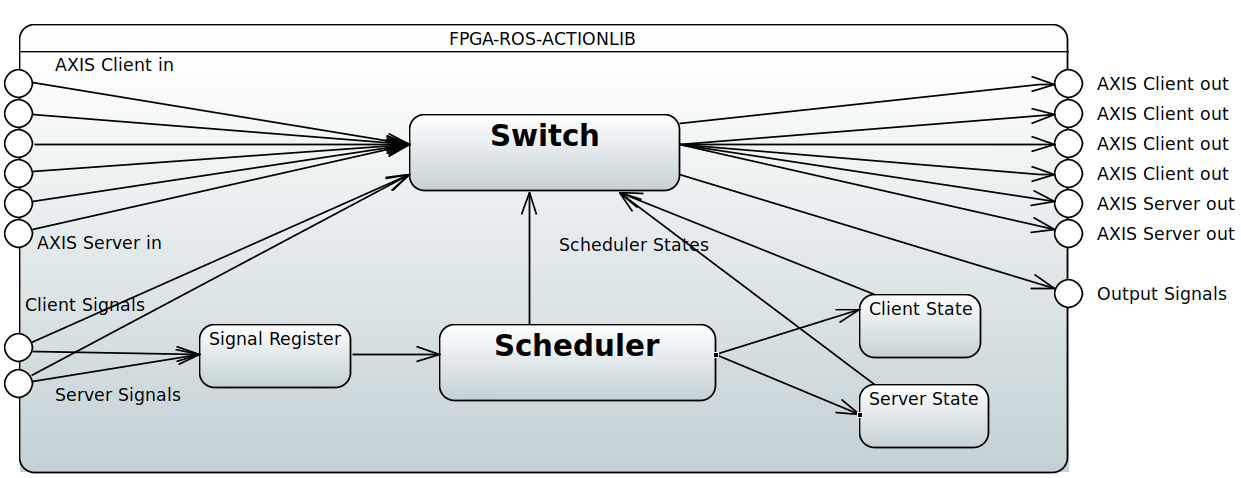 FPGA-ROS-ACTIONLIB
AXIS Client in
AXIS Client out
AXIS Client out
Switch
AXIS Client out
AXIS Client out
AXIS Server out
AXIS Server out
AXIS Server in
Scheduler States
Output Signals
Client Signals
Client State
Signal Register
Scheduler
Server Signals
Server State